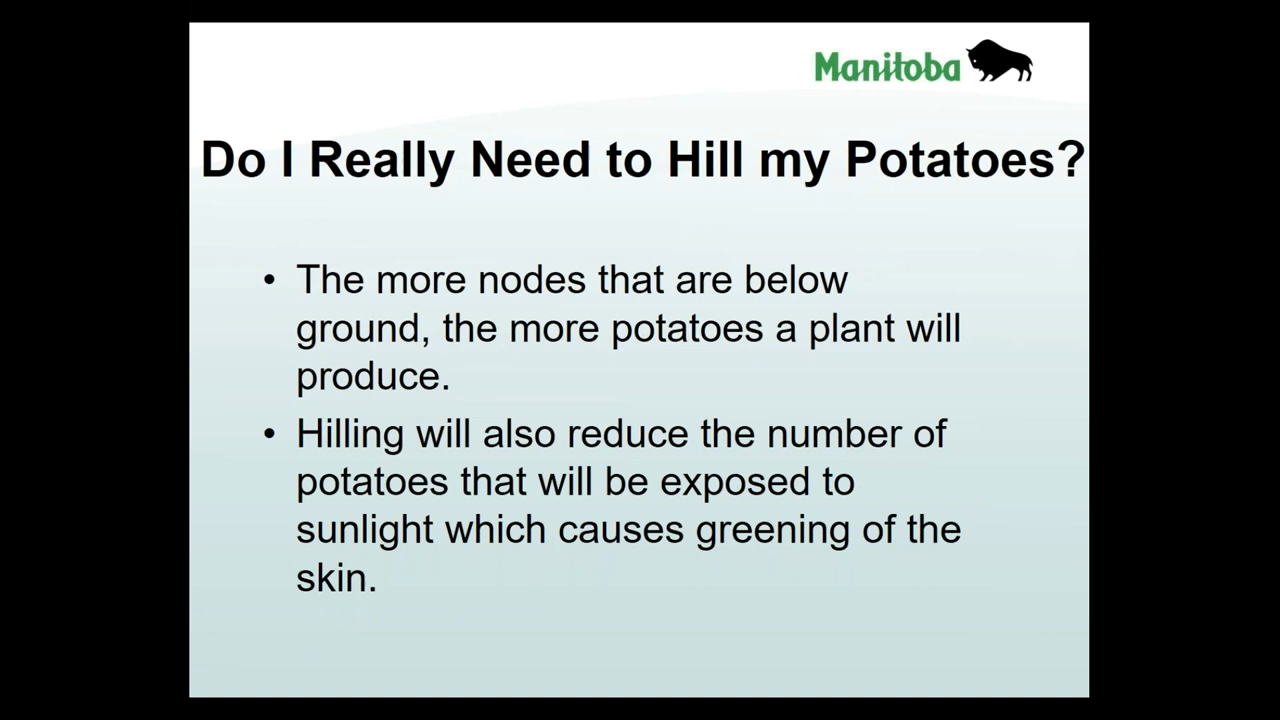 Manitoba
Do I Really Need to Hill my Potatoes?
• The more nodes that are below
ground, the more potatoes a plant will
produce.
• Hilling will also reduce the number of
potatoes that will be exposed to
sunlight which causes greening of the
skin.